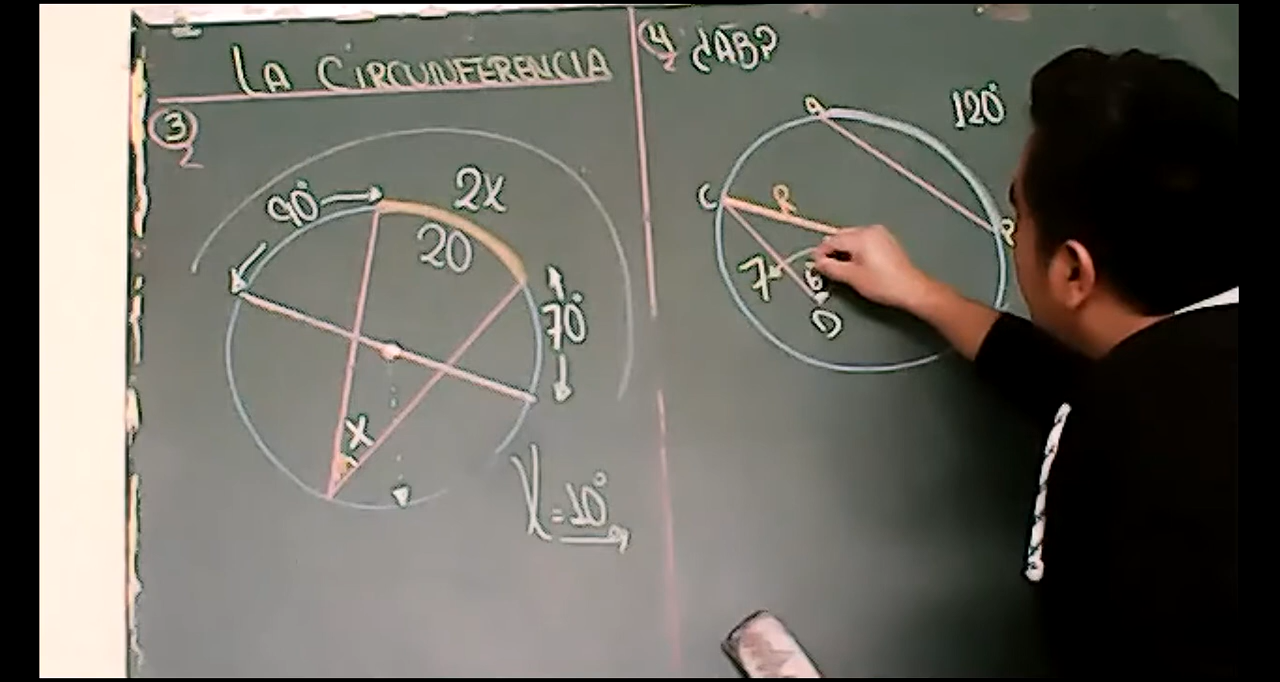 LA CIRCUNFERENCIA
3
90°
2x
20
70°
x
X=10°
4 ¿AB?
120°
C
R
7
6
O